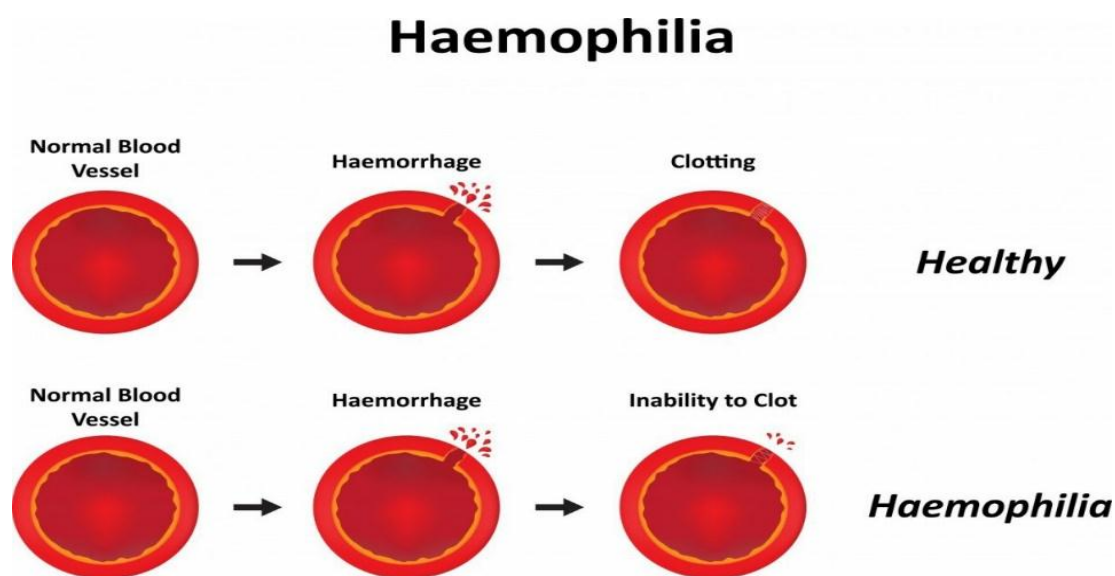 Haemophilia
Normal Blood
Vessel
Haemorrhage
Clotting
Healthy
Normal Blood
Vessel
Haemorrhage
Inability to Clot
Haemophilia